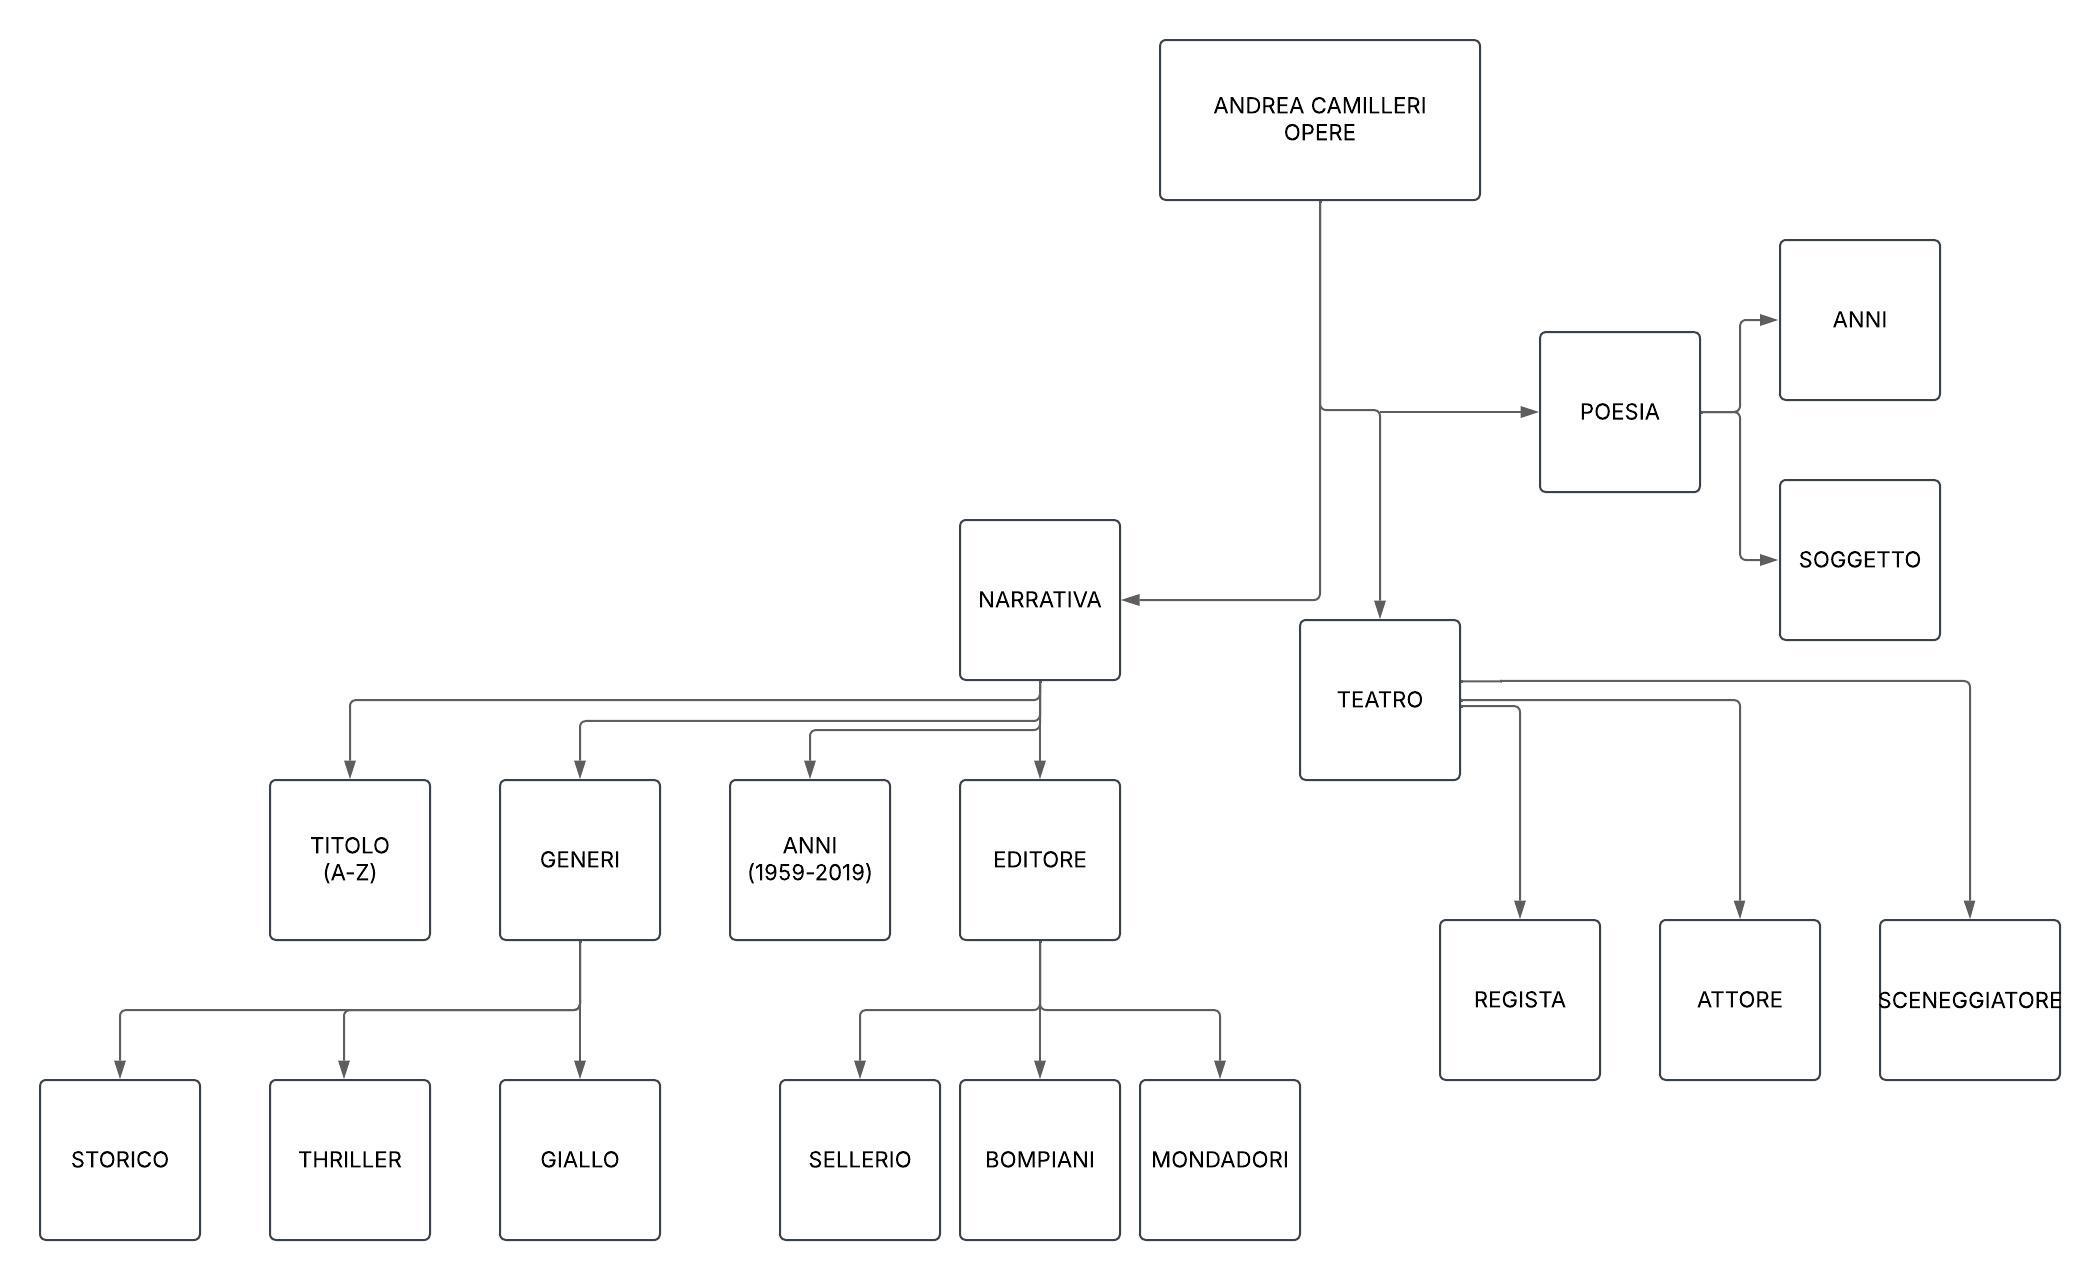 ANDREA CAMILLERI
OPERE
ANNI
POESIA
SOGGETTO
NARRATIVA
TEATRO
TITOLO
(A-Z)
GENERI
ANNI
(1959-2019)
EDITORE
REGISTA
ATTORE
SCENEGGIATORE
STORICO
THRILLER
GIALLO
SELLERIO
BOMPIANI
MONDADORI